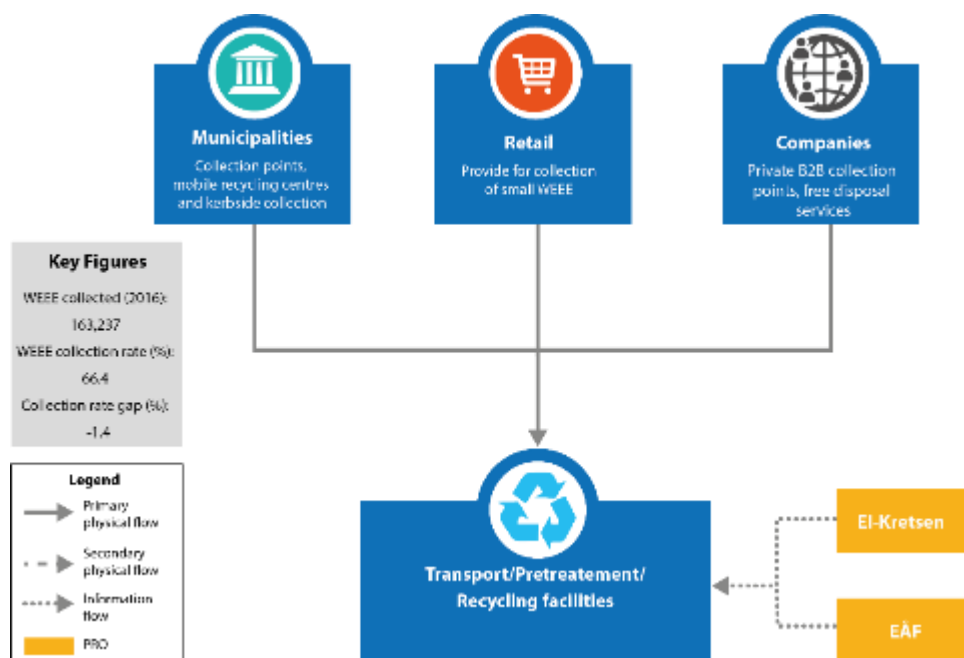 Municipalities
Collection points,
mobile recycling centres
and kerbside collection
Retail
Provide for collection
of small WEEE
Companies
Private B2B collection
points, free disposal
services
Key Figures
WEEE collected (2016):
163,237
WEEE collection rate (%):
66.4
Collection rate gap (%):
-1,4
Legend
Primary
physical flow
Secondary
physical flow
Information
flow
PRO
Transport/Pretreatement/
Recycling facilities
El-Kretsen
EÅF